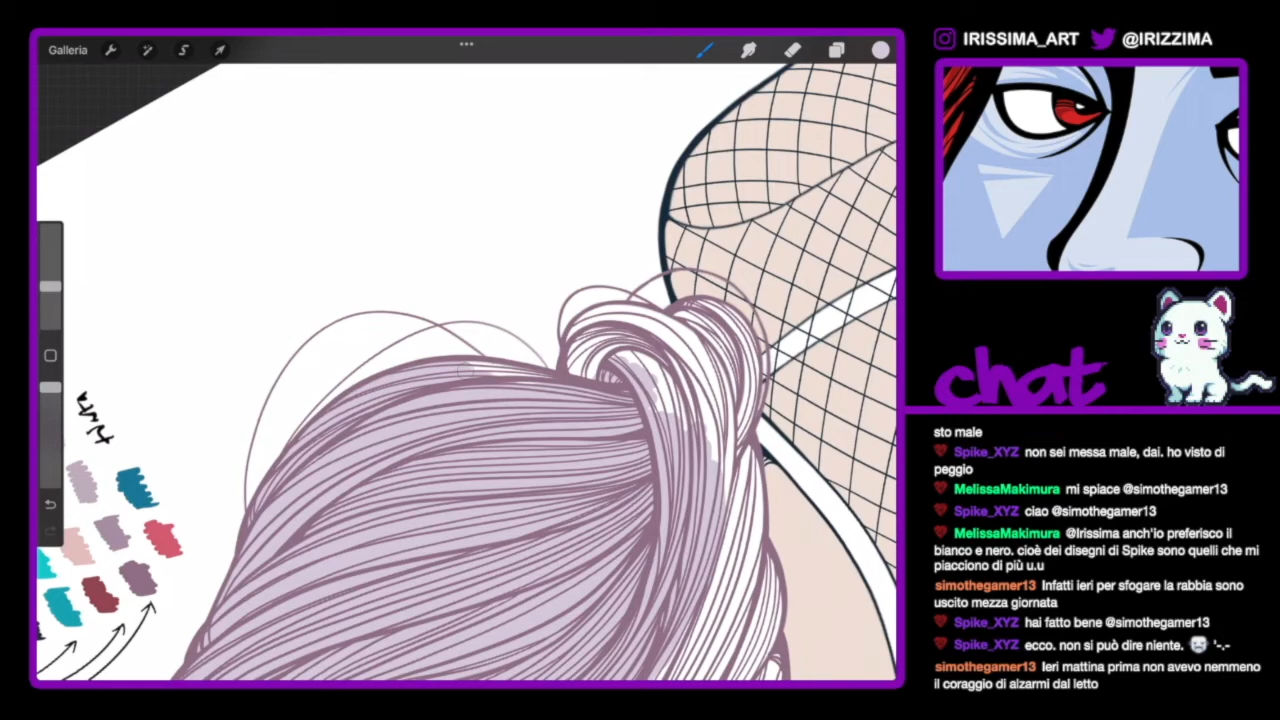 Galleria
IRISSIMA_ART @IRIZZIMA
chat
sto male
Spike_XYZ non sei messa male, dai. ho visto di
peggio
MelissaMakimura mi spiace @simothegamer13
Spike_XYZ ciao @simothegamer13
MelissaMakimura @Irissima anch'io preferisco il
bianco e nero. cioè dei disegni di Spike sono quelli che mi
piacciono di più u.u
simothegamer13 Infatti ieri per sfogare la rabbia sono
uscito mezza giornata
Spike_XYZ hai fatto bene @simothegamer13
Spike_XYZ ecco. non si può dire niente. '-.-
simothegamer13 Ieri mattina prima non avevo nemmeno
il coraggio di alzarmi dal letto